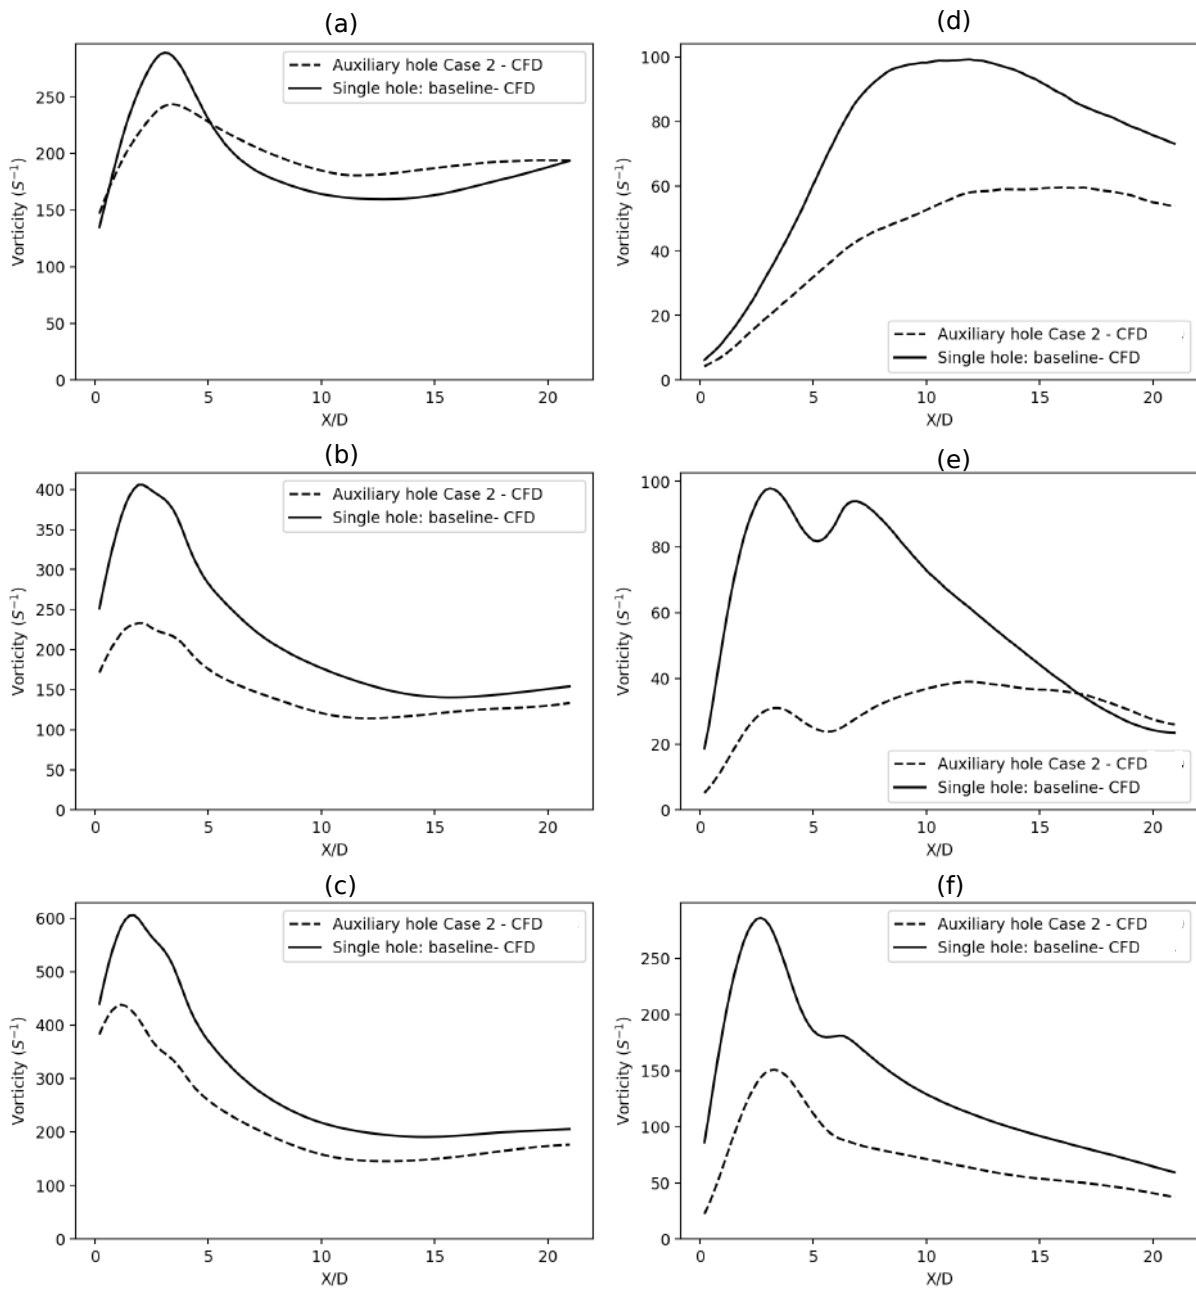 (a)
250
200
150
100
50
0
Vorticity (S⁻¹)
Auxiliary hole Case 2 - CFD
Single hole: baseline- CFD
0 5 10 15 20
X/D
(d)
100
80
60
40
20
0
Vorticity (S⁻¹)
Auxiliary hole Case 2 - CFD
Single hole: baseline- CFD
0 5 10 15 20
X/D
(b)
400
350
300
250
200
150
100
50
0
Vorticity (S⁻¹)
Auxiliary hole Case 2 - CFD
Single hole: baseline- CFD
0 5 10 15 20
X/D
(e)
100
80
60
40
20
0
Vorticity (S⁻¹)
Auxiliary hole Case 2 - CFD
Single hole: baseline- CFD
0 5 10 15 20
X/D
(c)
600
500
400
300
200
100
0
Vorticity (S⁻¹)
Auxiliary hole Case 2 - CFD
Single hole: baseline- CFD
0 5 10 15 20
X/D
(f)
250
200
150
100
50
0
Vorticity (S⁻¹)
Auxiliary hole Case 2 - CFD
Single hole: baseline- CFD
0 5 10 15 20
X/D